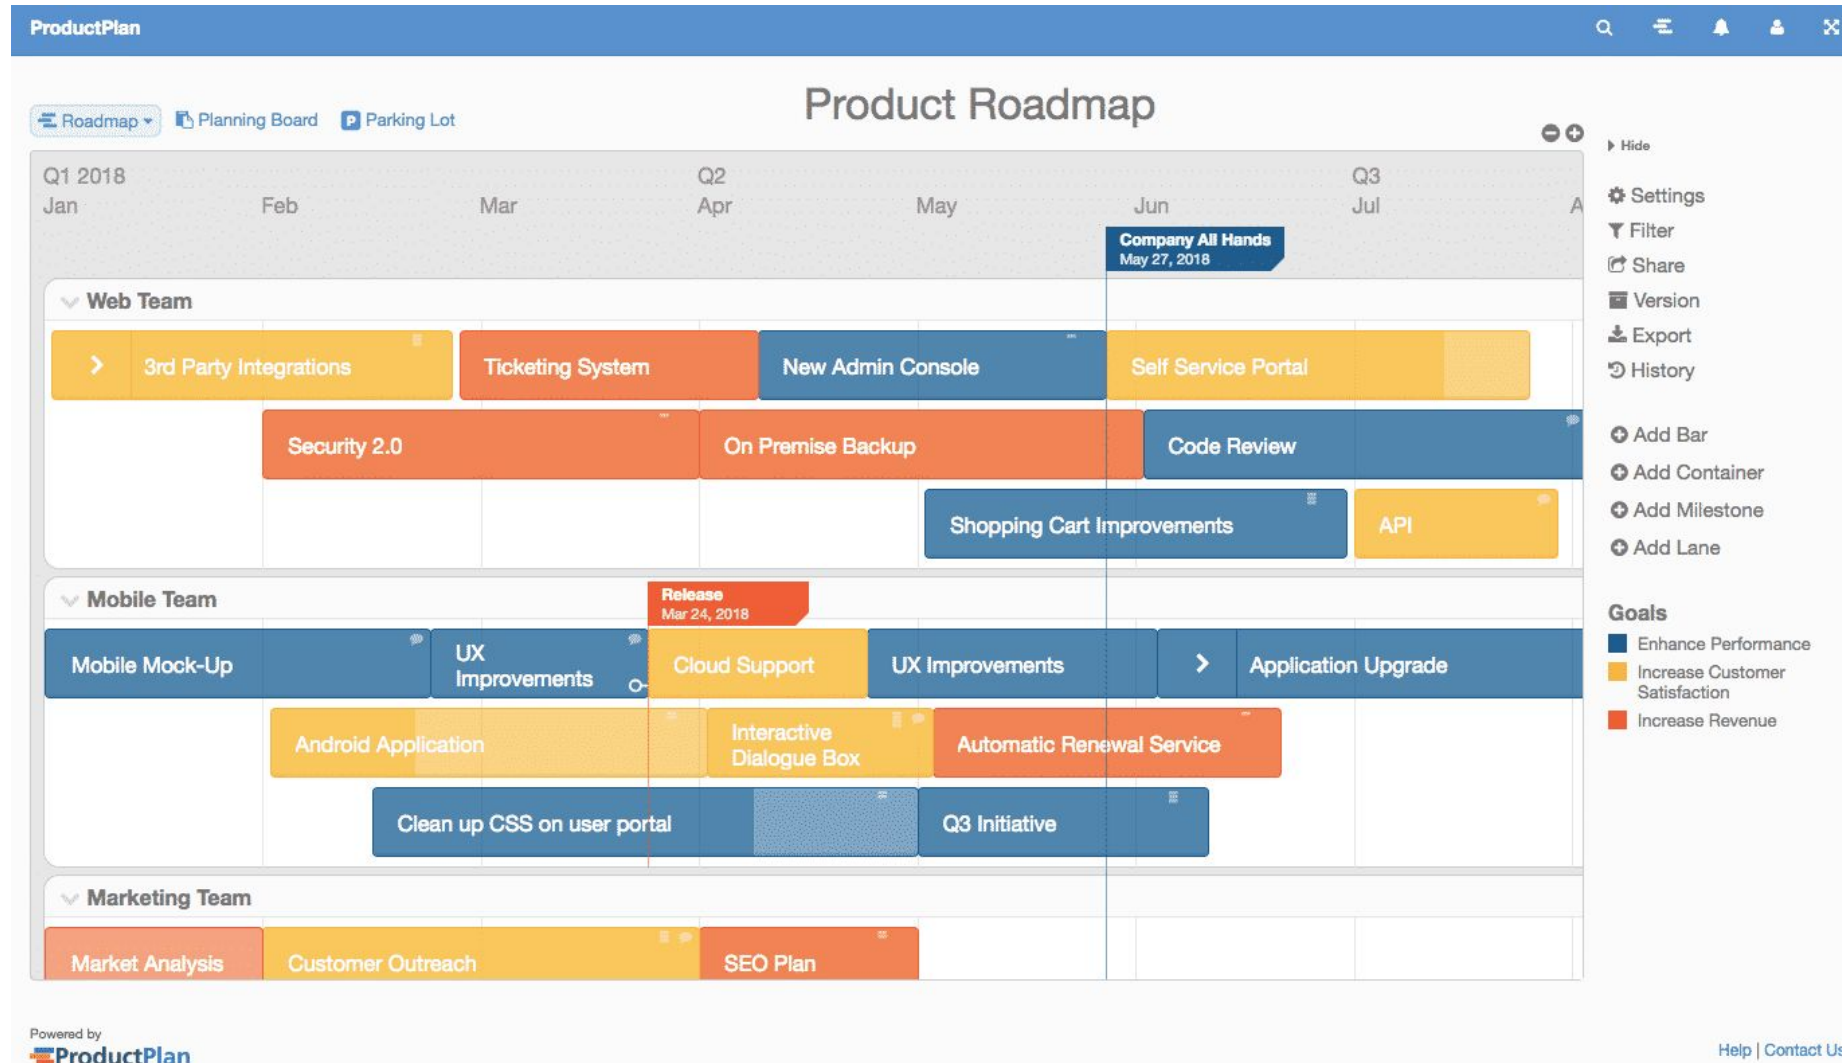 ProductPlan
Product Roadmap
Roadmap
Planning Board
Parking Lot
Hide
Q1 2018
Q2
Q3
Jan
Feb
Mar
Apr
May
Jun
Jul
A
Company All Hands
May 27, 2018
Web Team
3rd Party Integrations
Ticketing System
New Admin Console
Self Service Portal
Security 2.0
On Premise Backup
Code Review
Shopping Cart Improvements
API
Mobile Team
Release
Mar 24, 2018
Mobile Mock-Up
UX
Improvements
Cloud Support
UX Improvements
Application Upgrade
Android Application
Interactive
Dialogue Box
Automatic Renewal Service
Clean up CSS on user portal
Q3 Initiative
Marketing Team
Market Analysis
Customer Outreach
SEO Plan
Settings
Filter
Share
Version
Export
History
Add Bar
Add Container
Add Milestone
Add Lane
Goals
Enhance Performance
Increase Customer
Satisfaction
Increase Revenue
Powered by
ProductPlan
Help | Contact Us